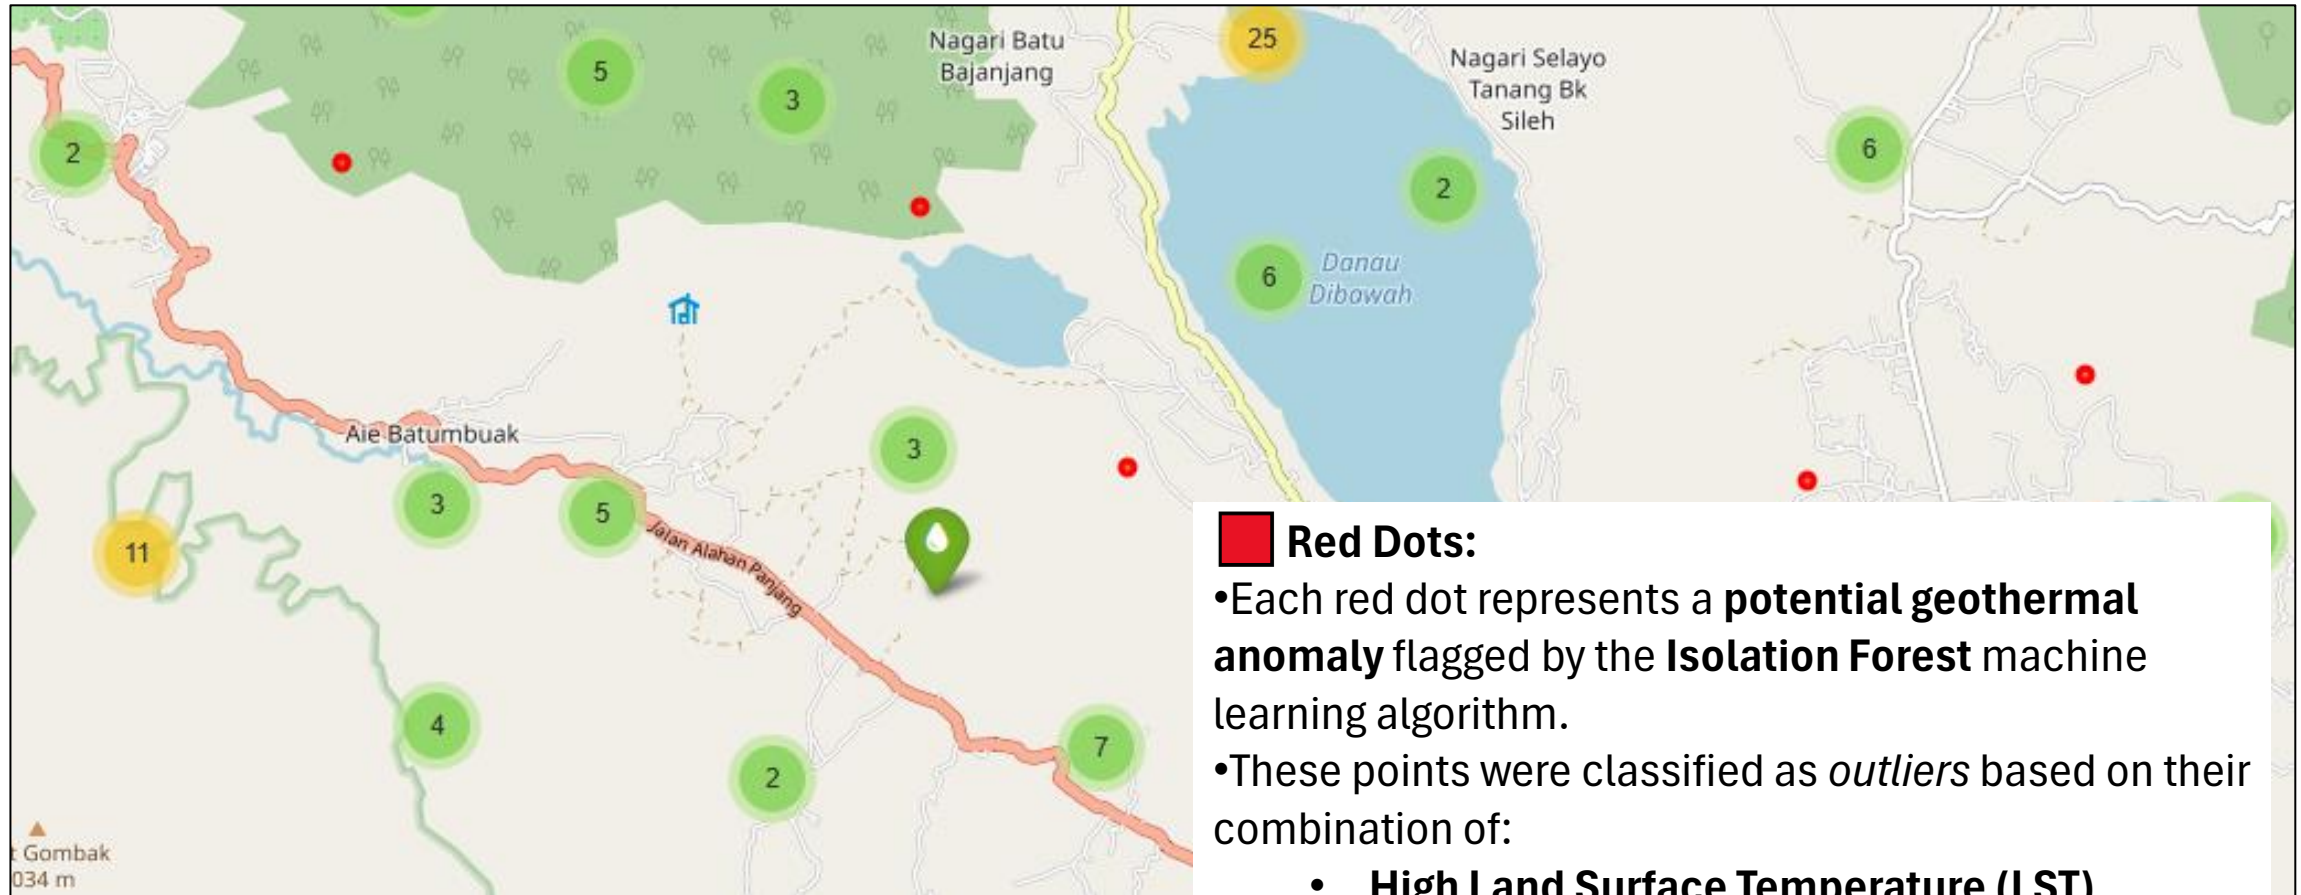 25
Nagari Batu
Bajanjang
Nagari Selayo
Tanang Bk
Sileh
5
3
2
6
2
6
Danau
Dibawah
Aie Batumbuak
3
3
5
11
Jalan Alahan Panjang
4
2
7
t Gombak
034 m
Red Dots:
•Each red dot represents a potential geothermal
anomaly flagged by the Isolation Forest machine
learning algorithm.
•These points were classified as outliers based on their
combination of:
• High Land Surface Temperature (LST)